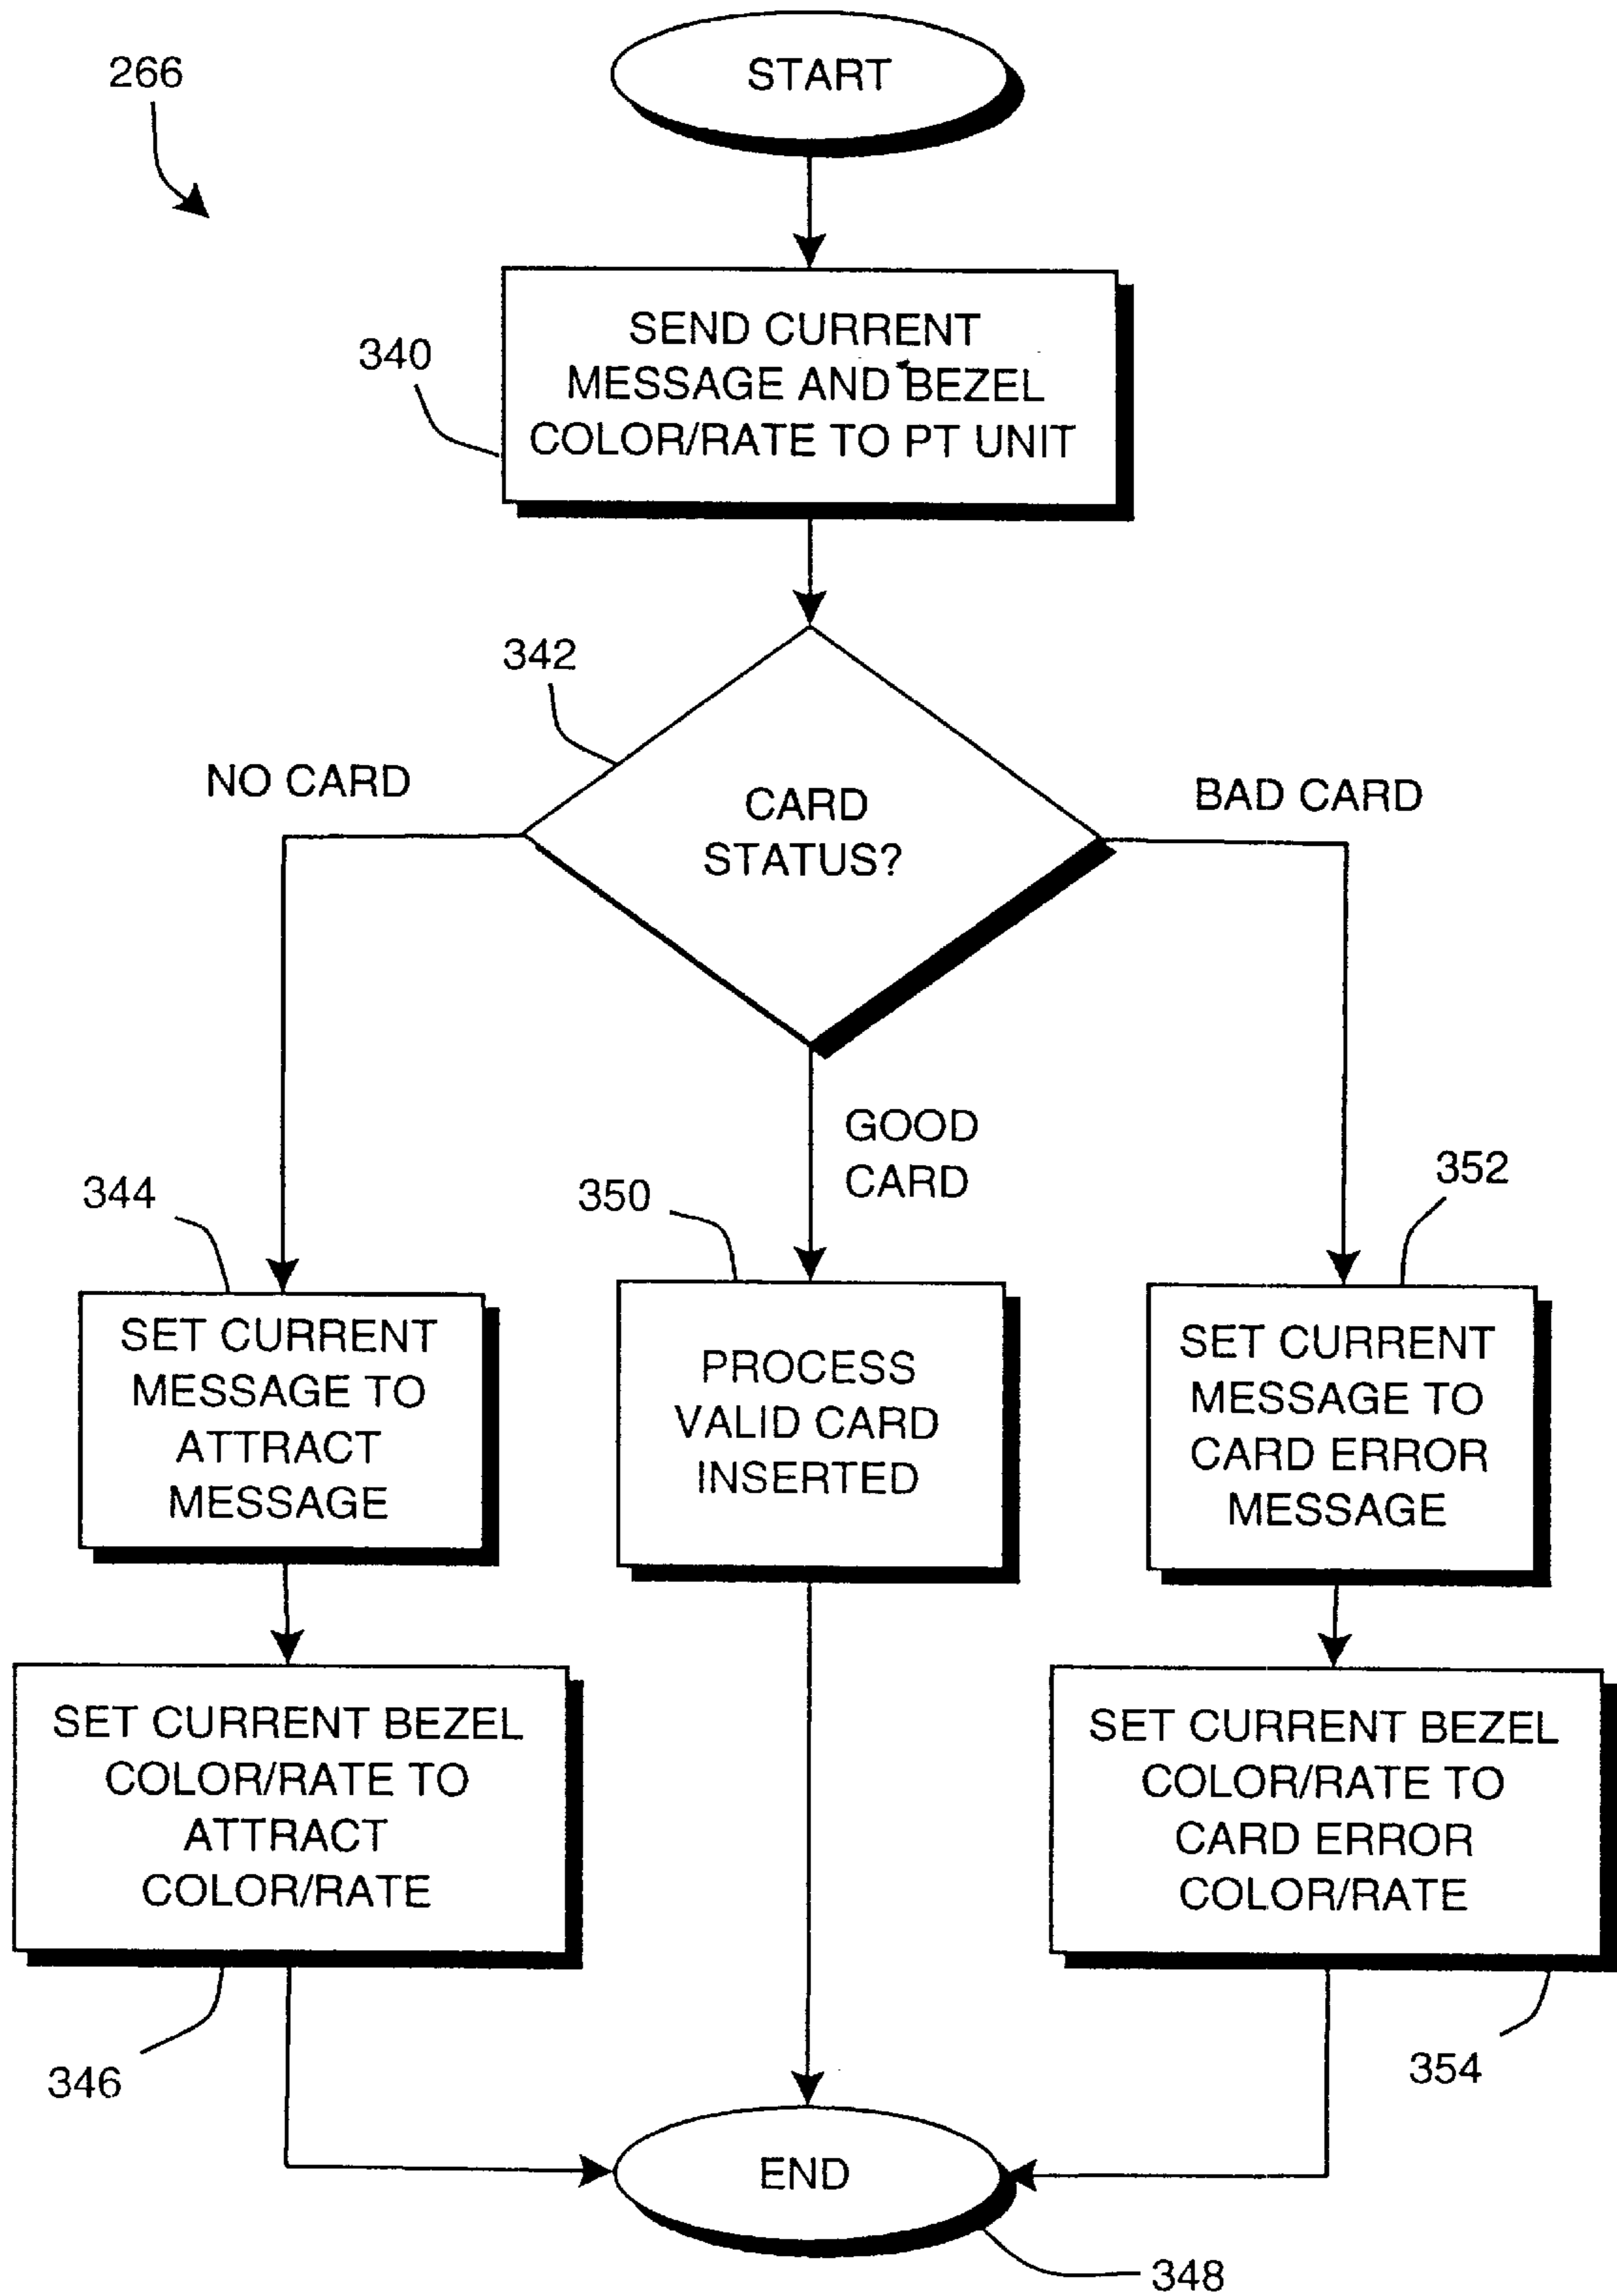 266
START
340
SEND CURRENT
MESSAGE AND BEZEL
COLOR/RATE TO PT UNIT
342
CARD
STATUS?
NO CARD
BAD CARD
GOOD
CARD
344
350
352
SET CURRENT
MESSAGE TO
ATTRACT
MESSAGE
PROCESS
VALID CARD
INSERTED
SET CURRENT
MESSAGE TO
CARD ERROR
MESSAGE
SET CURRENT BEZEL
COLOR/RATE TO
ATTRACT
COLOR/RATE
SET CURRENT BEZEL
COLOR/RATE TO
CARD ERROR
COLOR/RATE
346
354
END
348